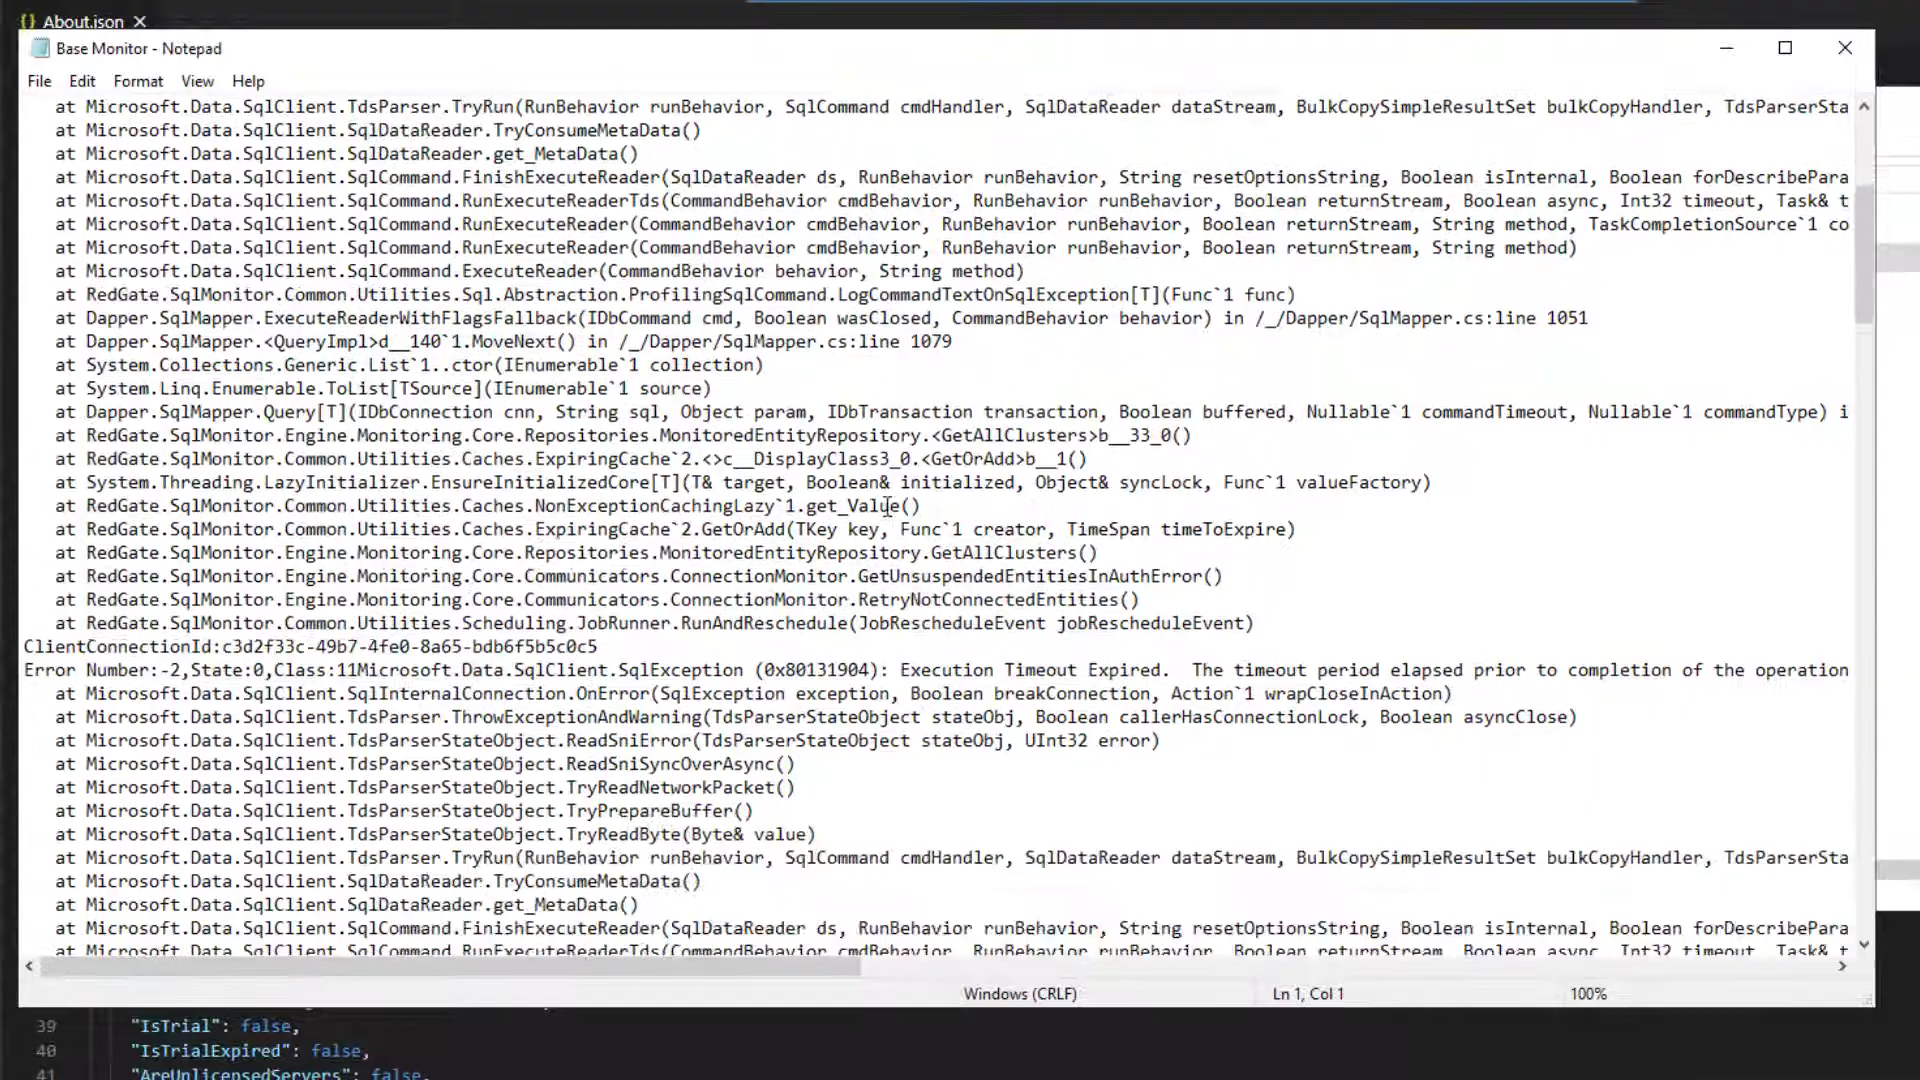 {} About.json ×
Base Monitor - Notepad
File Edit Format View Help
at Microsoft.Data.SqlClient.TdsParser.TryRun(RunBehavior runBehavior, SqlCommand cmdHandler, SqlDataReader dataStream, BulkCopySimpleResultSet bulkCopyHandler, TdsParserSta
at Microsoft.Data.SqlClient.SqlDataReader.TryConsumeMetaData()
at Microsoft.Data.SqlClient.SqlDataReader.get_MetaData()
at Microsoft.Data.SqlClient.SqlCommand.FinishExecuteReader(SqlDataReader ds, RunBehavior runBehavior, String resetOptionsString, Boolean isInternal, Boolean forDescribePara
at Microsoft.Data.SqlClient.SqlCommand.RunExecuteReaderTds(CommandBehavior cmdBehavior, RunBehavior runBehavior, Boolean returnStream, Boolean async, Int32 timeout, Task& t
at Microsoft.Data.SqlClient.SqlCommand.RunExecuteReader(CommandBehavior cmdBehavior, RunBehavior runBehavior, Boolean returnStream, String method, TaskCompletionSource`1 co
at Microsoft.Data.SqlClient.SqlCommand.RunExecuteReader(CommandBehavior cmdBehavior, RunBehavior runBehavior, Boolean returnStream, String method)
at Microsoft.Data.SqlClient.SqlCommand.ExecuteReader(CommandBehavior behavior, String method)
at RedGate.SqlMonitor.Common.Utilities.Sql.Abstraction.ProfilingSqlCommand.LogCommandTextOnSqlException[T](Func`1 func)
at Dapper.SqlMapper.ExecuteReaderWithFlagsFallback(IDbCommand cmd, Boolean wasClosed, CommandBehavior behavior) in /_/Dapper/SqlMapper.cs:line 1051
at Dapper.SqlMapper.<QueryImpl>d__140`1.MoveNext() in /_/Dapper/SqlMapper.cs:line 1079
at System.Collections.Generic.List`1..ctor(IEnumerable`1 collection)
at System.Linq.Enumerable.ToList[TSource](IEnumerable`1 source)
at Dapper.SqlMapper.Query[T](IDbConnection cnn, String sql, Object param, IDbTransaction transaction, Boolean buffered, Nullable`1 commandTimeout, Nullable`1 commandType) i
at RedGate.SqlMonitor.Engine.Monitoring.Core.Repositories.MonitoredEntityRepository.<GetAllClusters>b__33_0()
at RedGate.SqlMonitor.Common.Utilities.Caches.ExpiringCache`2.<>c__DisplayClass3_0.<GetOrAdd>b__1()
at System.Threading.LazyInitializer.EnsureInitializedCore[T](T& target, Boolean& initialized, Object& syncLock, Func`1 valueFactory)
at RedGate.SqlMonitor.Common.Utilities.Caches.NonExceptionCachingLazy`1.get_Value()
at RedGate.SqlMonitor.Common.Utilities.Caches.ExpiringCache`2.GetOrAdd(TKey key, Func`1 creator, TimeSpan timeToExpire)
at RedGate.SqlMonitor.Engine.Monitoring.Core.Repositories.MonitoredEntityRepository.GetAllClusters()
at RedGate.SqlMonitor.Engine.Monitoring.Core.Communicators.ConnectionMonitor.GetUnsuspendedEntitiesInAuthError()
at RedGate.SqlMonitor.Engine.Monitoring.Core.Communicators.ConnectionMonitor.RetryNotConnectedEntities()
at RedGate.SqlMonitor.Common.Utilities.Scheduling.JobRunner.RunAndReschedule(JobRescheduleEvent jobRescheduleEvent)
ClientConnectionId:c3d2f33c-49b7-4fe0-8a65-bdb6f5b5c0c5
Error Number:-2,State:0,Class:11Microsoft.Data.SqlClient.SqlException (0x80131904): Execution Timeout Expired.  The timeout period elapsed prior to completion of the operation
at Microsoft.Data.SqlClient.SqlInternalConnection.OnError(SqlException exception, Boolean breakConnection, Action`1 wrapCloseInAction)
at Microsoft.Data.SqlClient.TdsParser.ThrowExceptionAndWarning(TdsParserStateObject stateObj, Boolean callerHasConnectionLock, Boolean asyncClose)
at Microsoft.Data.SqlClient.TdsParserStateObject.ReadSniError(TdsParserStateObject stateObj, UInt32 error)
at Microsoft.Data.SqlClient.TdsParserStateObject.ReadSniSyncOverAsync()
at Microsoft.Data.SqlClient.TdsParserStateObject.TryReadNetworkPacket()
at Microsoft.Data.SqlClient.TdsParserStateObject.TryPrepareBuffer()
at Microsoft.Data.SqlClient.TdsParserStateObject.TryReadByte(Byte& value)
at Microsoft.Data.SqlClient.TdsParser.TryRun(RunBehavior runBehavior, SqlCommand cmdHandler, SqlDataReader dataStream, BulkCopySimpleResultSet bulkCopyHandler, TdsParserSta
at Microsoft.Data.SqlClient.SqlDataReader.TryConsumeMetaData()
at Microsoft.Data.SqlClient.SqlDataReader.get_MetaData()
at Microsoft.Data.SqlClient.SqlCommand.FinishExecuteReader(SqlDataReader ds, RunBehavior runBehavior, String resetOptionsString, Boolean isInternal, Boolean forDescribePara
at Microsoft.Data.SqlClient.SqlCommand.RunExecuteReaderTds(CommandBehavior cmdBehavior, RunBehavior runBehavior, Boolean returnStream, Boolean async, Int32 timeout, Task& t
Windows (CRLF) Ln 1, Col 1 100%
39 "IsTrial": false,
40 "IsTrialExpired": false,
41 "AreUnlicensedServers": false,